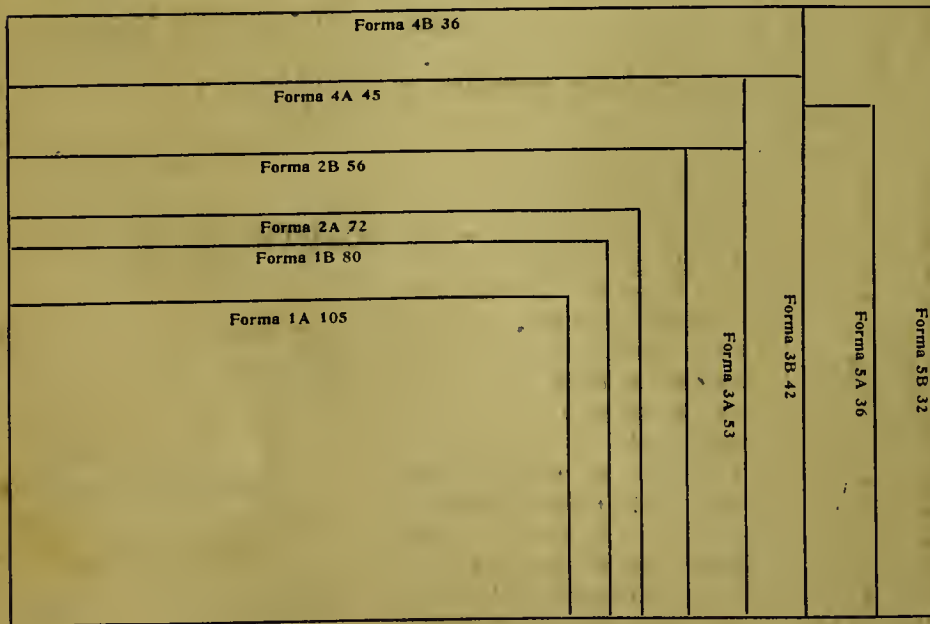 Forma 4B 36
Forma 4A 45
Forma 2B 56
Forma 2A 72
Forma 1B 80
Forma 1A 105
Forma 3A 53
Forma 3B 42
Forma 5A 36
Forma 5B 32